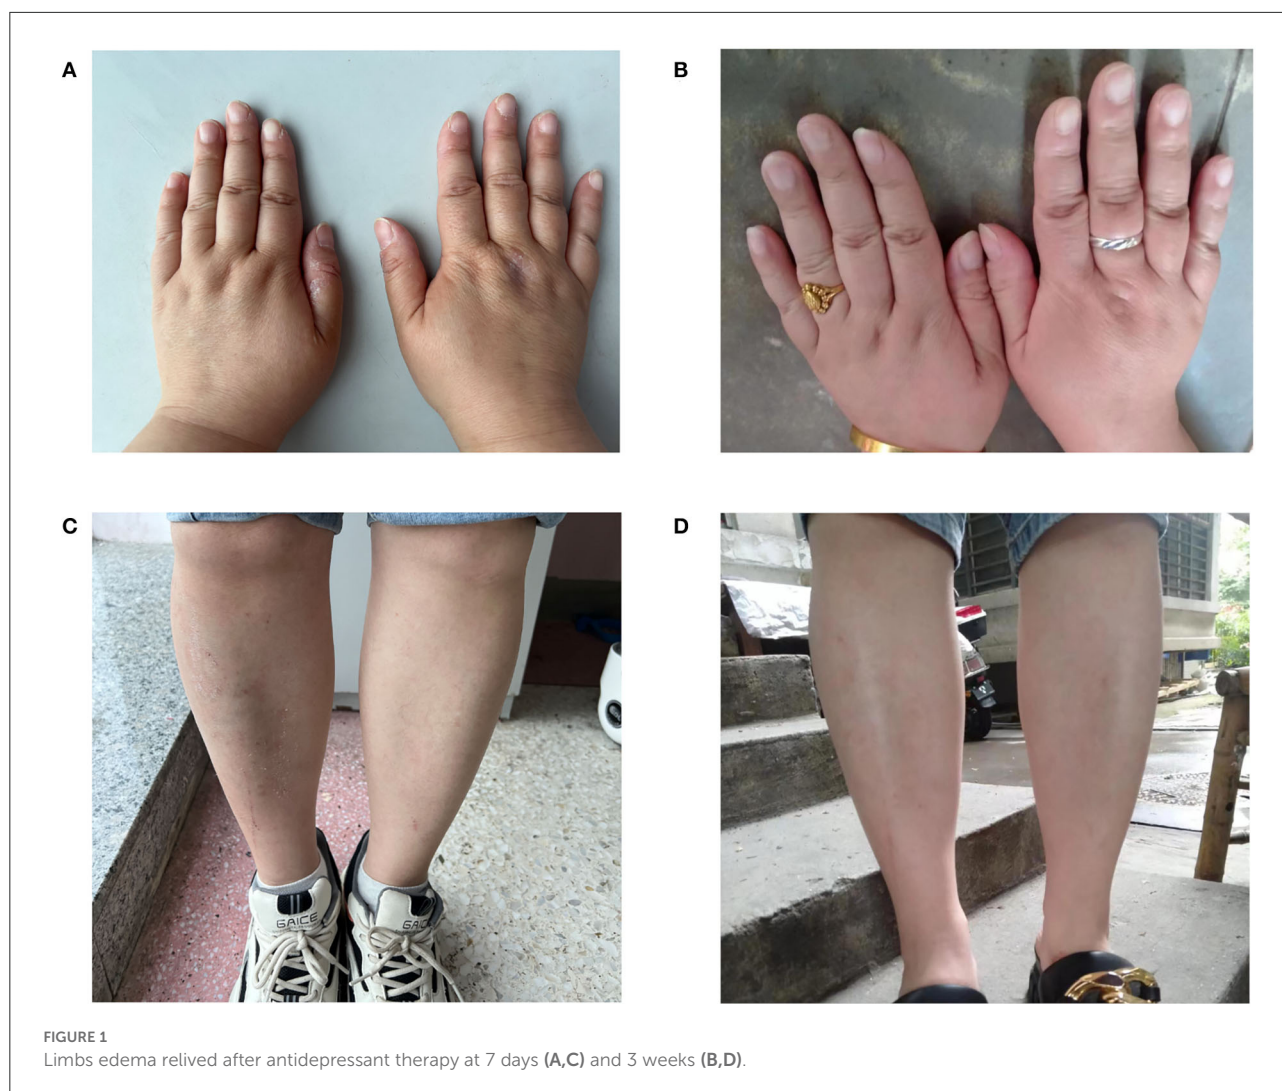 A
B
C
D
GAICE
GAICE
FIGURE 1
Limbs edema relived after antidepressant therapy at 7 days (A,C) and 3 weeks (B,D).